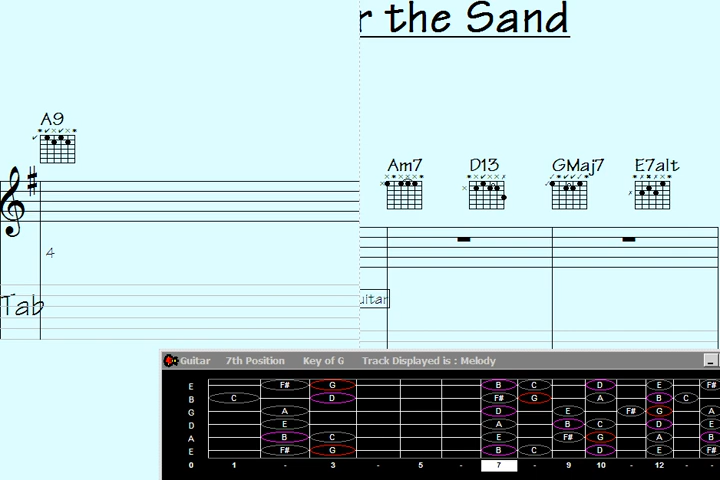 r the Sand
A9
Am7 D13 GMaj7 E7alt
4
Tab
uitar
Guitar 7th Position Key of G Track Displayed is : Melody
E F# G B C D E F#
B C D F# G A B C
G A D E F# G A
D E A B C D E
A B C E F# G A B
E F# G B C D E F#
0 1 - 3 - 5 - 7 - 9 10 - 12 - -